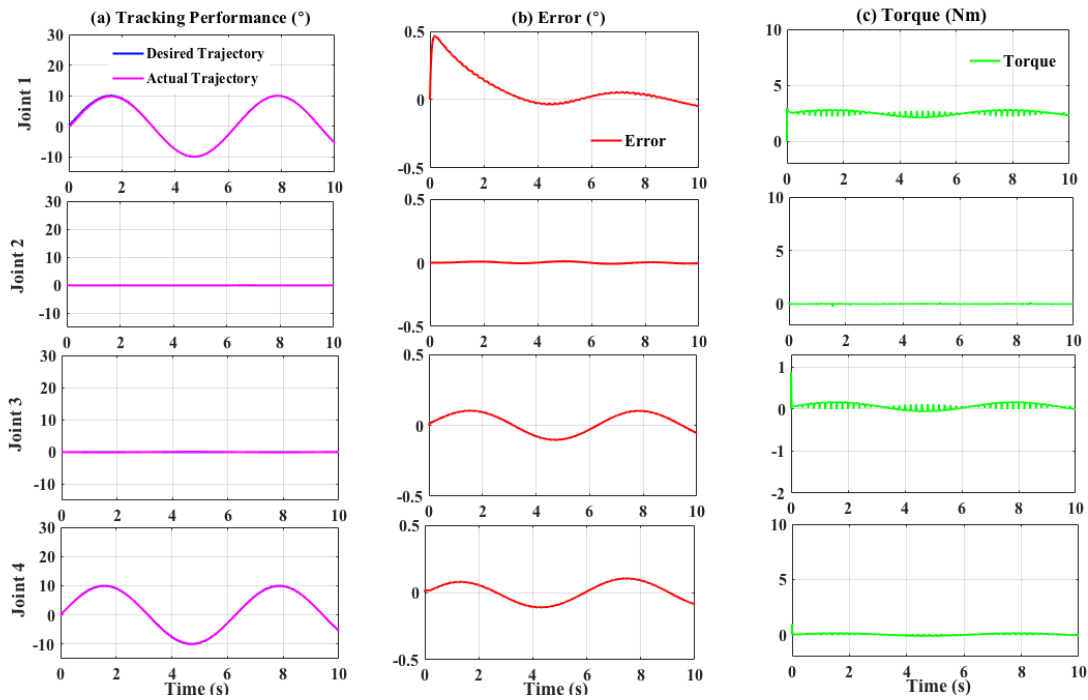 (a) Tracking Performance (°)
(b) Error (°)
(c) Torque (Nm)
Joint 1
30
20
10
0
-10
Desired Trajectory
Actual Trajectory
0 2 4 6 8 10
0.5
0
-0.5
Error
0 2 4 6 8 10
10
5
0
Torque
0 2 4 6 8 10
Joint 2
30
20
10
0
-10
0 2 4 6 8 10
0.5
0
-0.5
0 2 4 6 8 10
10
5
0
0 2 4 6 8 10
Joint 3
30
20
10
0
-10
0 2 4 6 8 10
0.5
0
-0.5
0 2 4 6 8 10
1
0
-1
-2
0 2 4 6 8 10
Joint 4
30
20
10
0
-10
0 2 4 6 8 10
Time (s)
0.5
0
-0.5
0 2 4 6 8 10
Time (s)
10
5
0
0 2 4 6 8 10
Time (s)